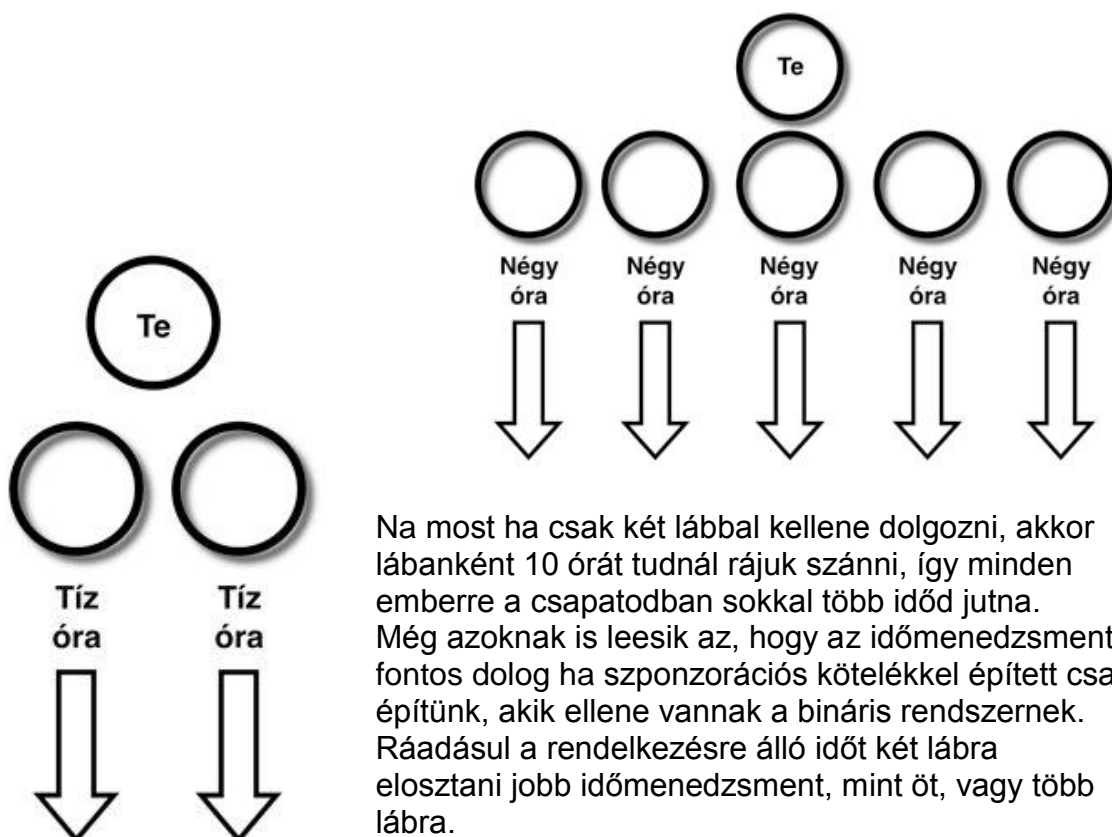 Te
Négy Négy Négy Négy Négy
óra óra óra óra óra
Te
Tíz Tíz
óra óra
Na most ha csak két lábbal kellene dolgozni, akkor
lábanként 10 órát tudnál rájuk szánni, így minden
emberre a csapatodban sokkal több időd jutna.
Még azoknak is leesik az, hogy az időmenedzsment
fontos dolog ha szponzorációs kötelékkel épített
építünk, akik ellene vannak a bináris rendszernek.
Ráadásul a rendelkezésre álló időt két lábra
elosztani jobb időmenedzsment, mint öt, vagy több
lábra.